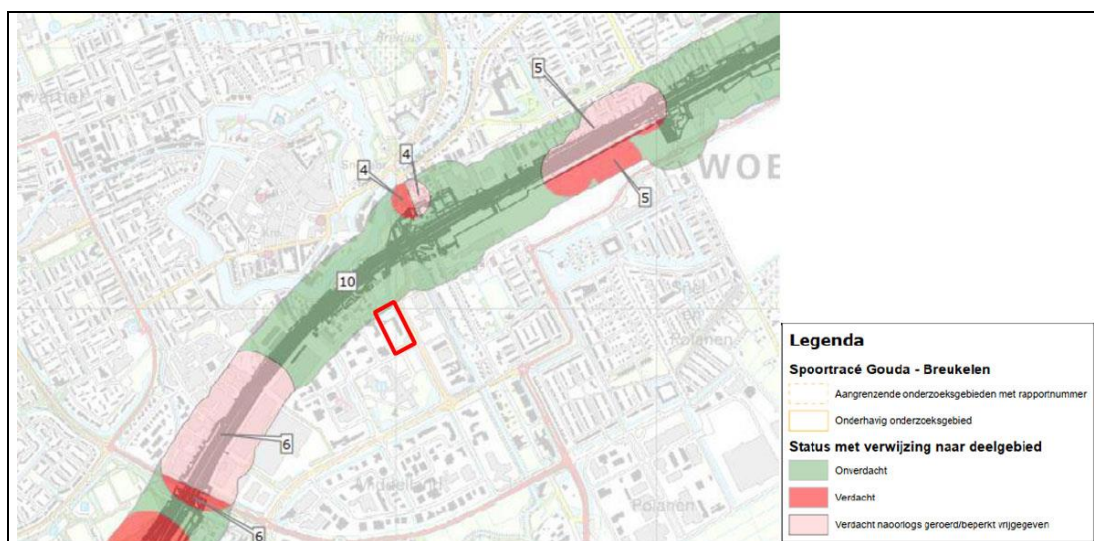 5
WOE
4
4
5
10
6
6
Polanen
Legenda
Spoortracé Gouda - Breukelen
Aangrenzende onderzoeksgebieden met rapportnummer
Onderhavig onderzoeksgebied
Status met verwijzing naar deelgebied
Onverdacht
Verdacht
Verdacht naoorlogs geroerd/beperkt vrijgegeven